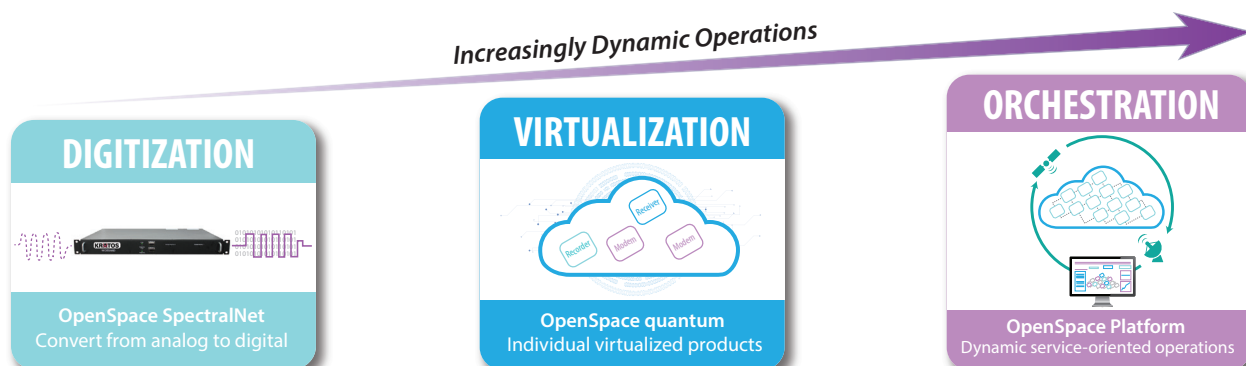 Increasingly Dynamic Operations
DIGITIZATION
KRATOS
OpenSpace SpectralNet
Convert from analog to digital
VIRTUALIZATION
Receiver
Recorder
Modem
Modem
OpenSpace quantum
Individual virtualized products
ORCHESTRATION
OpenSpace Platform
Dynamic service-oriented operations